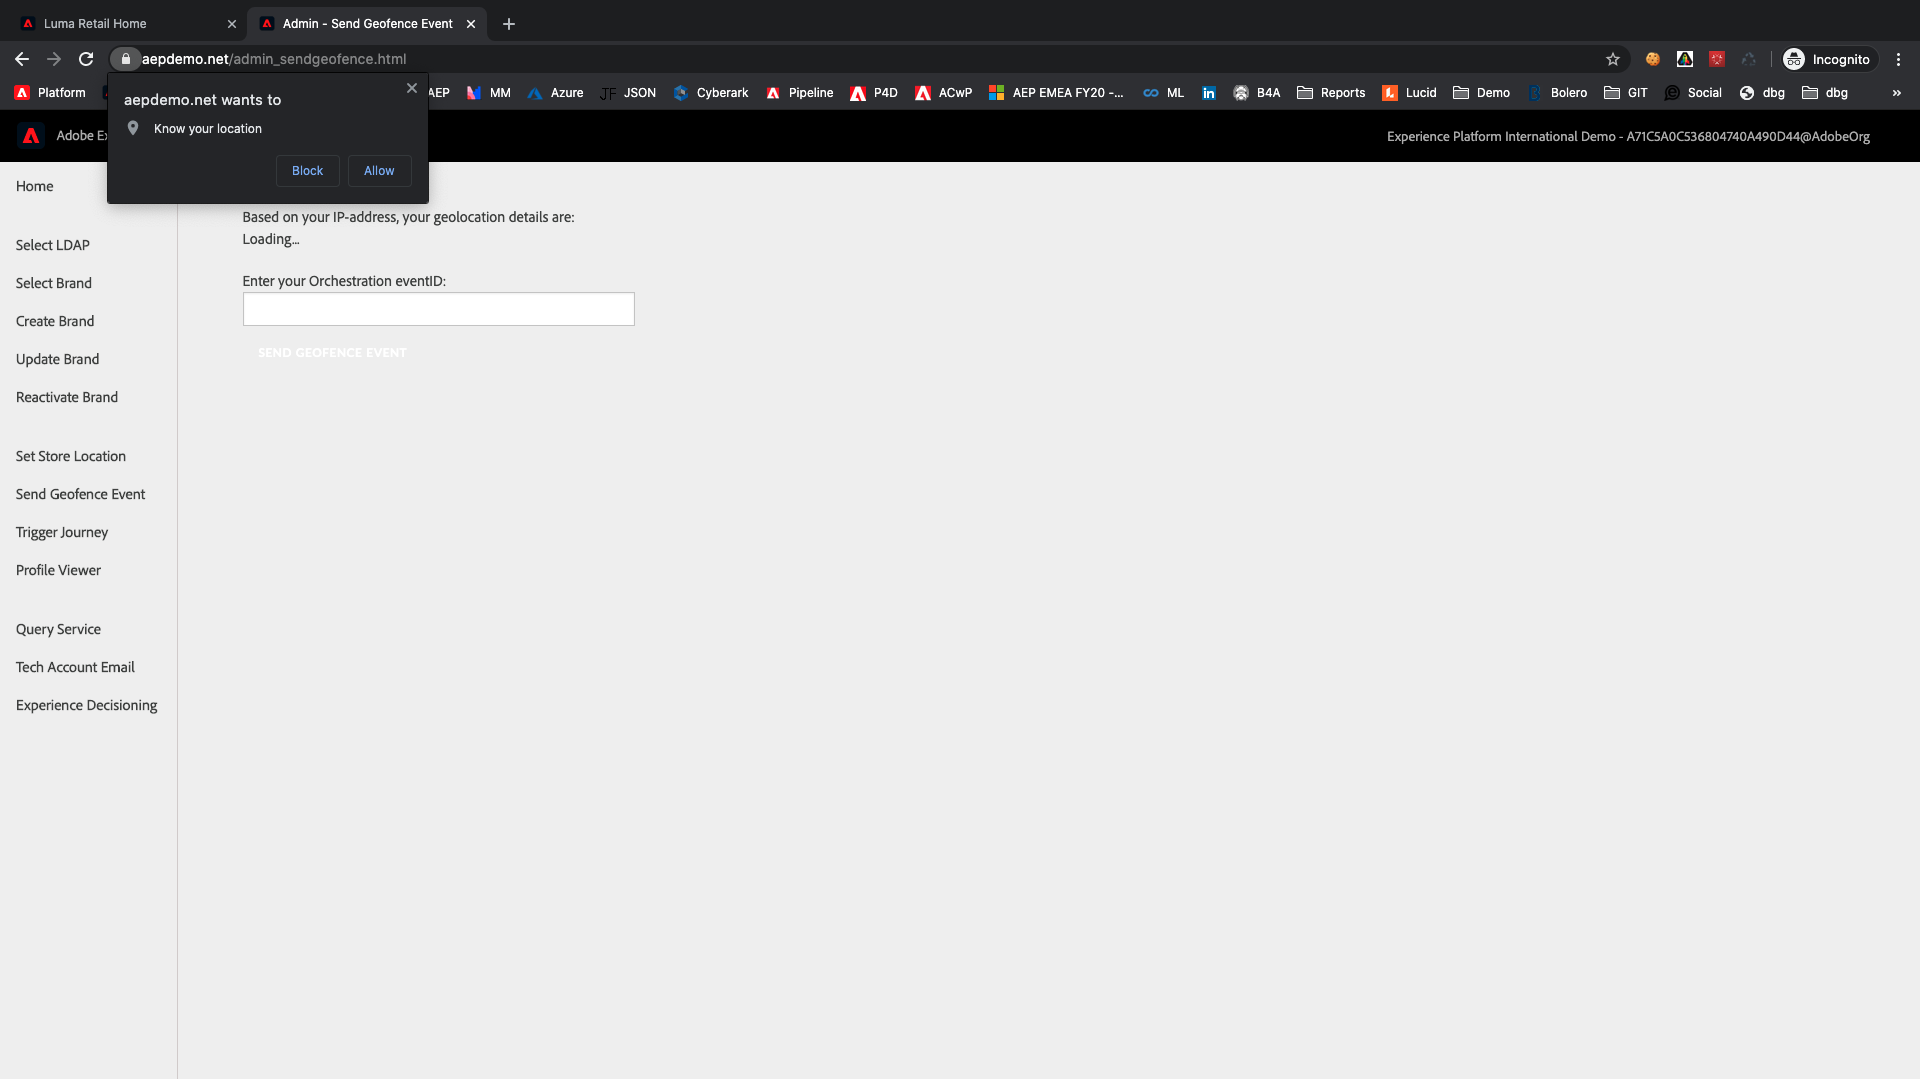 Luma Retail Home
Admin - Send Geofence Event
aepdemo.net/admin_sendgeofence.html
Incognito
Platform
AEP
MM
Azure
JSON
Cyberark
Pipeline
P4D
ACwP
AEP EMEA FY20 -...
ML
B4A
Reports
Lucid
Demo
Bolero
GIT
Social
dbg
dbg
»
aepdemo.net wants to
Know your location
Block
Allow
Adobe Ex
Experience Platform International Demo - A71C5A0C536804740A490D44@AdobeOrg
Home
Select LDAP
Select Brand
Create Brand
Update Brand
Reactivate Brand
Set Store Location
Send Geofence Event
Trigger Journey
Profile Viewer
Query Service
Tech Account Email
Experience Decisioning
Based on your IP-address, your geolocation details are:
Loading...
Enter your Orchestration eventID:
SEND GEOFENCE EVENT